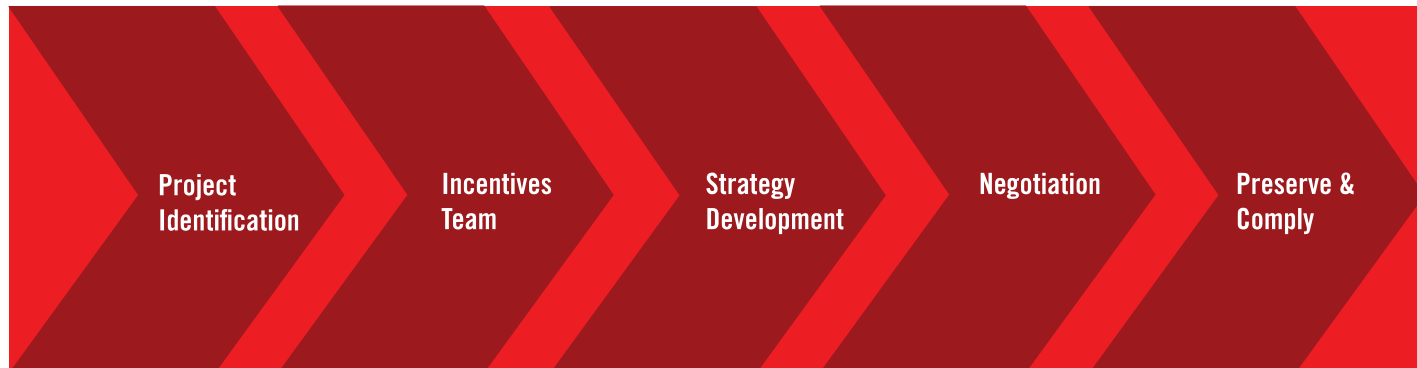 Project
Identification
Incentives
Team
Strategy
Development
Negotiation
Preserve &
Comply